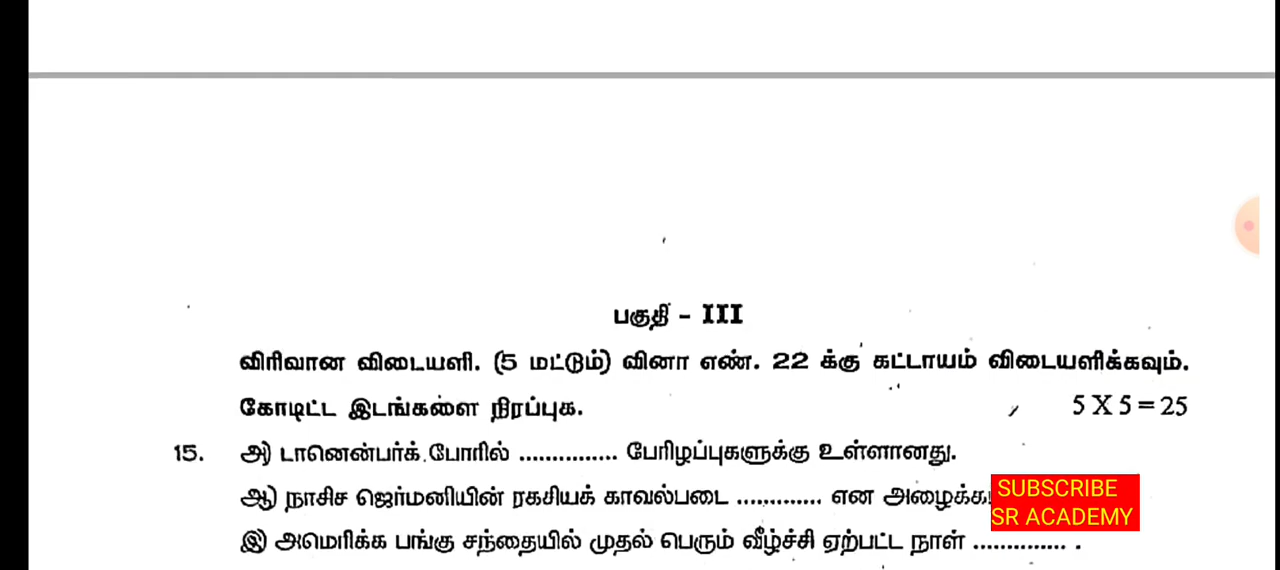 பகுதி - III
விரிவான விடையளி. (5 மட்டும்) வினா எண். 22 க்கு கட்டாயம் விடையளிக்கவும்.
கோடிட்ட இடங்களை நிரப்புக. 5 X 5 = 25
15. அ) டானென்பர்க் போரில் ............... பேரிழப்புகளுக்கு உள்ளானது.
ஆ) நாசிச ஜெர்மனியின் ரகசியக் காவல்படை ............. என
SUBSCRIBE
SR ACADEMY
இ) அமெரிக்க பங்கு சந்தையில் முதல் பெரும் வீழ்ச்சி ஏற்பட்ட நாள் .............. .